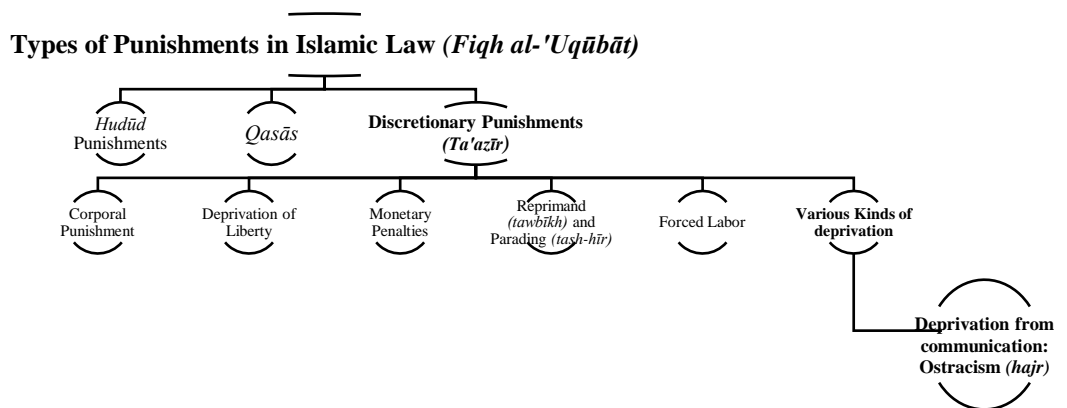 Types of Punishments in Islamic Law (Fiqh al-'Uqūbāt)
Hudūd
Punishments
Qasās
Discretionary Punishments
(Ta'azīr)
Corporal
Punishment
Deprivation of
Liberty
Monetary
Penalties
Reprimand
(tawbīkh) and
Parading (tash-hīr)
Forced Labor
Various Kinds of
deprivation
Deprivation from
communication:
Ostracism (hajr)